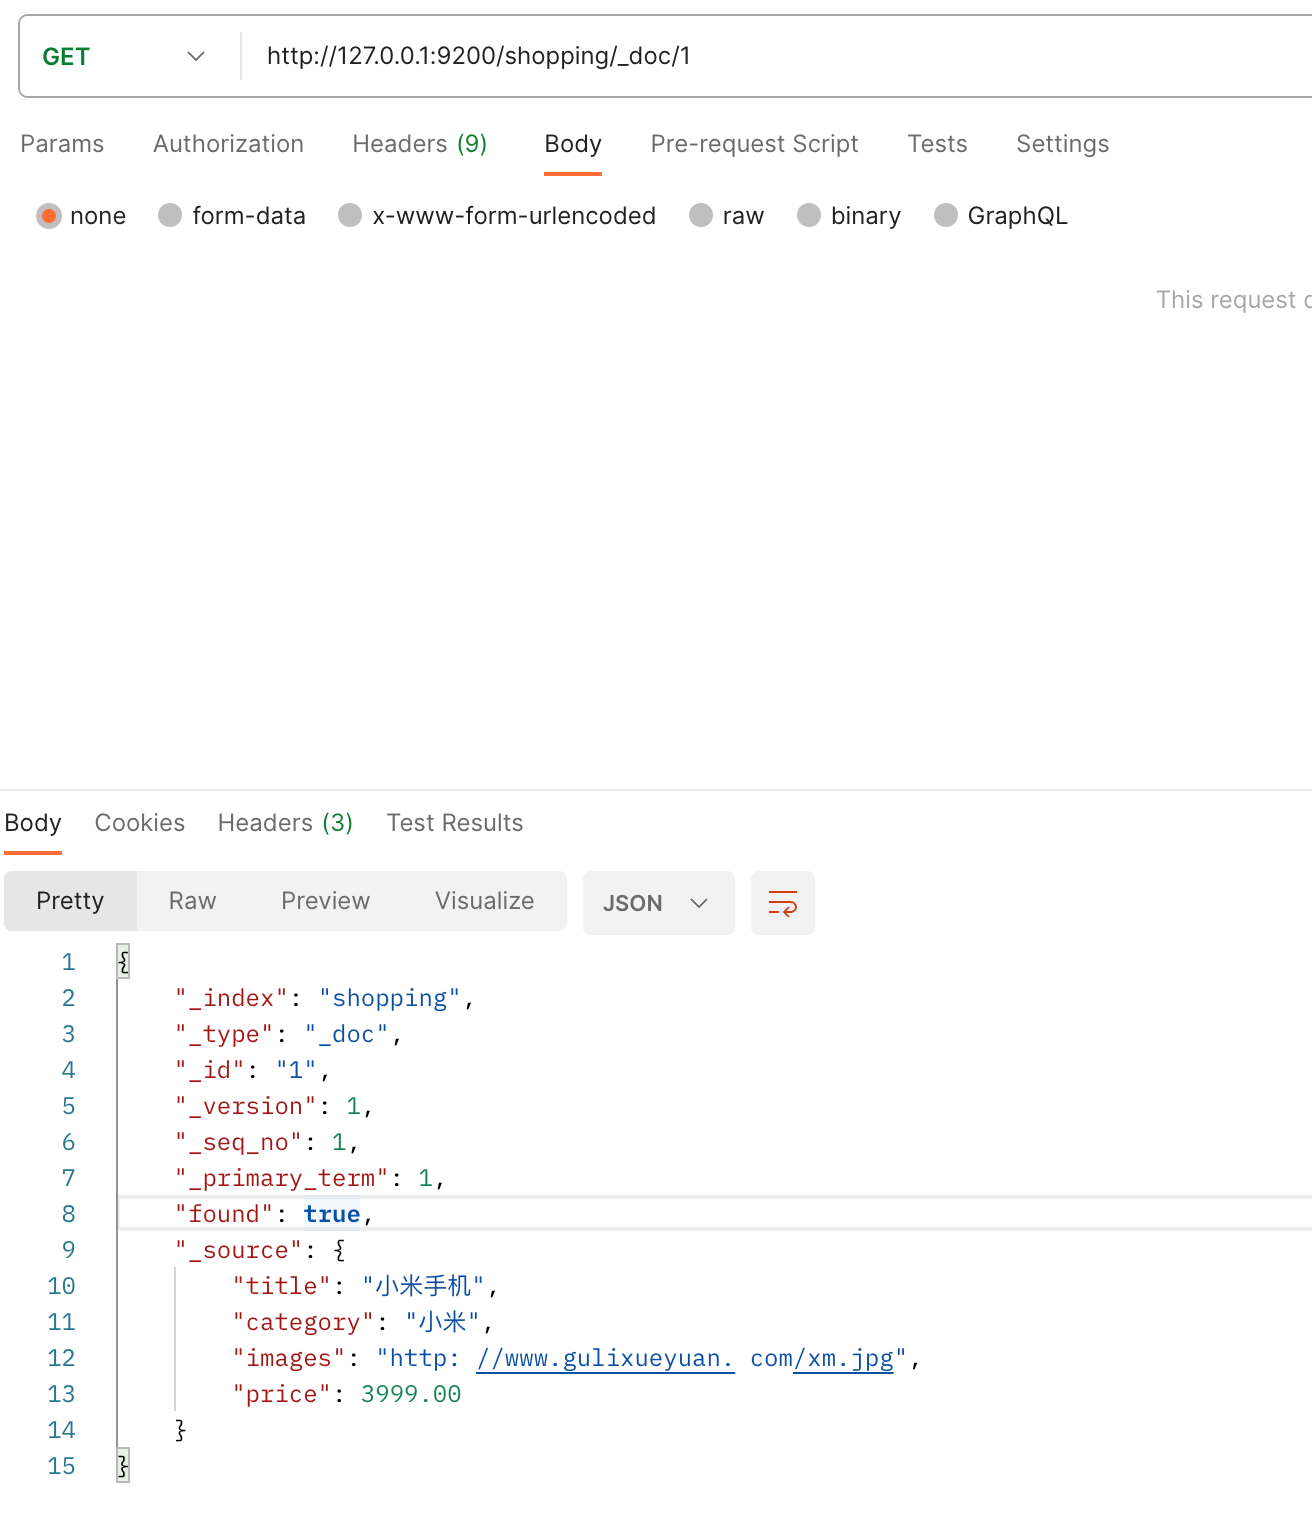 GET http://127.0.0.1:9200/shopping/_doc/1
Params Authorization Headers (9) Body Pre-request Script Tests Settings
none form-data x-www-form-urlencoded raw binary GraphQL
This request
Body Cookies Headers (3) Test Results
Pretty Raw Preview Visualize JSON
1 {
2 "_index": "shopping",
3 "_type": "_doc",
4 "_id": "1",
5 "_version": 1,
6 "_seq_no": 1,
7 "_primary_term": 1,
8 "found": true,
9 "_source": {
10 "title": "小米手机",
11 "category": "小米",
12 "images": "http: //www.gulixueyuan. com/xm.jpg",
13 "price": 3999.00
14 }
15 }